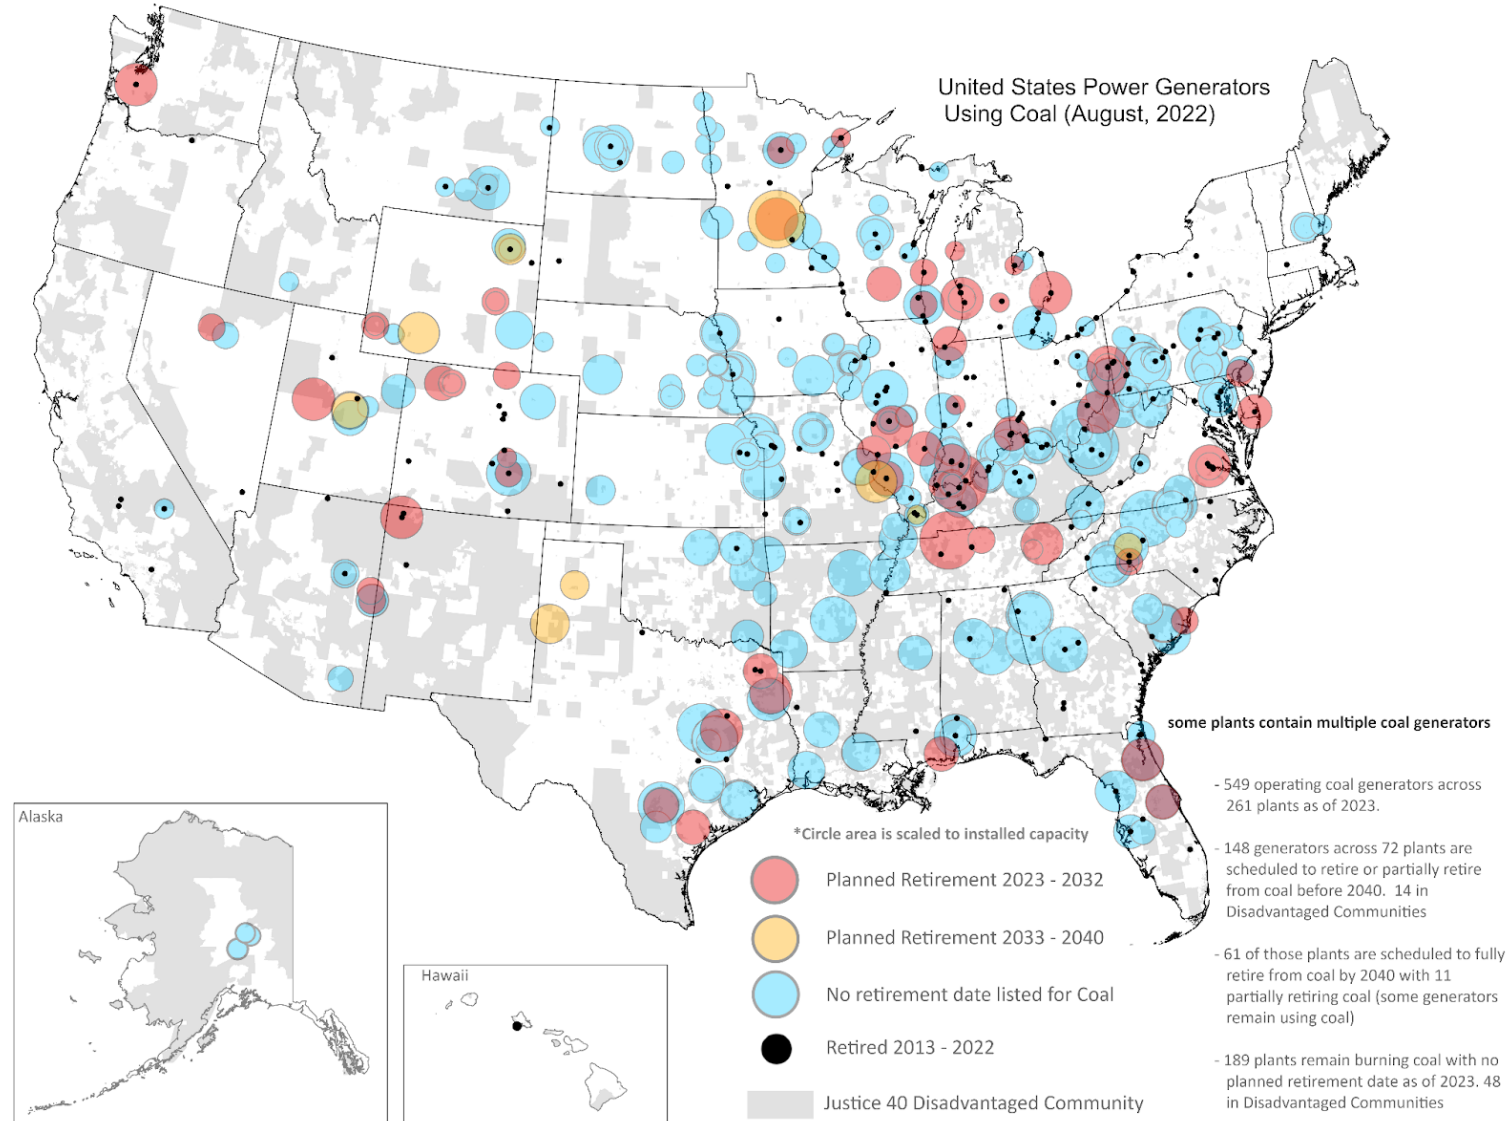 United States Power Generators
Using Coal (August, 2022)
some plants contain multiple coal generators
- 549 operating coal generators across
261 plants as of 2023.
- 148 generators across 72 plants are
scheduled to retire or partially retire
from coal before 2040.  14 in
Disadvantaged Communities
- 61 of those plants are scheduled to fully
retire from coal by 2040 with 11
partially retiring coal (some generators
remain using coal)
- 189 plants remain burning coal with no
planned retirement date as of 2023. 48
in Disadvantaged Communities
*Circle area is scaled to installed capacity
Planned Retirement 2023 - 2032
Planned Retirement 2033 - 2040
No retirement date listed for Coal
Retired 2013 - 2022
Justice 40 Disadvantaged Community
Alaska
Hawaii